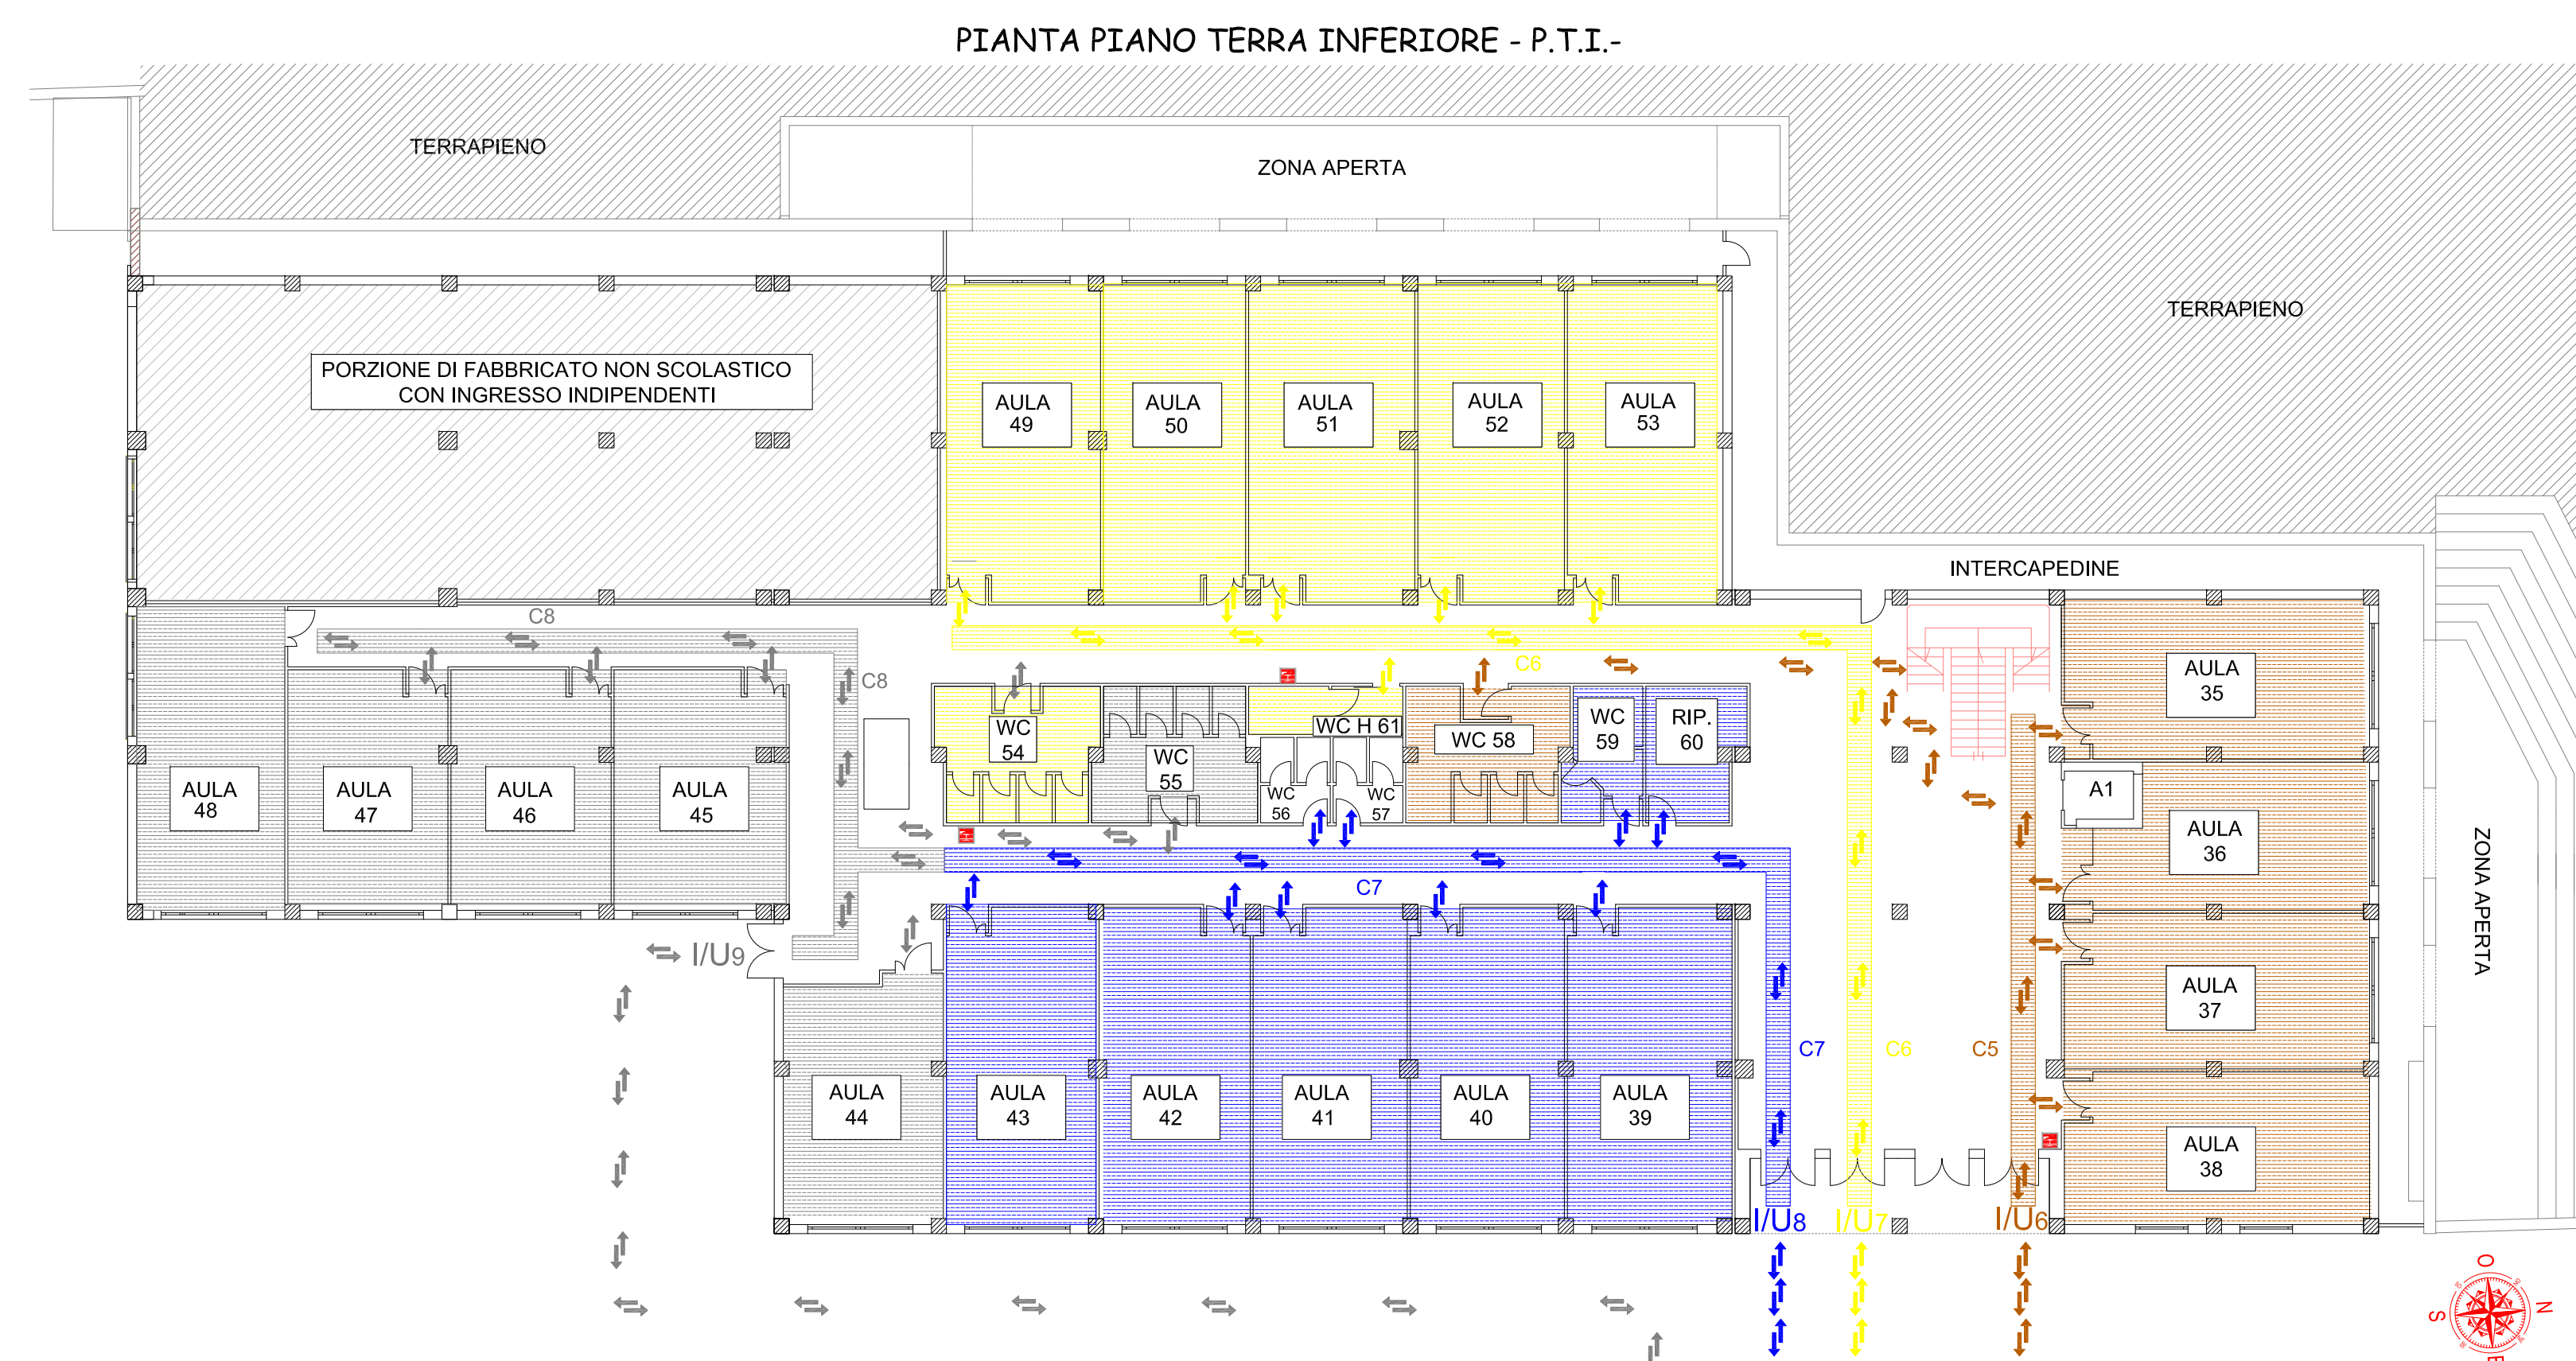 PIANTA PIANO TERRA INFERIORE - P.T.I.-
TERRAPIENO
ZONA APERTA
TERRAPIENO
PORZIONE DI FABBRICATO NON SCOLASTICO
CON INGRESSO INDIPENDENTI
AULA
49
AULA
50
AULA
51
AULA
52
AULA
53
INTERCAPEDINE
C8
C8
C6
AULA
35
WC
54
WC
55
WC H 61
WC
56
WC
57
WC 58
WC
59
RIP.
60
AULA
48
AULA
47
AULA
46
AULA
45
A1
AULA
36
ZONA APERTA
C7
I/U9
AULA
37
C7
C6
C5
AULA
44
AULA
43
AULA
42
AULA
41
AULA
40
AULA
39
AULA
38
I/U8
I/U7
I/U6
O
N
S
E